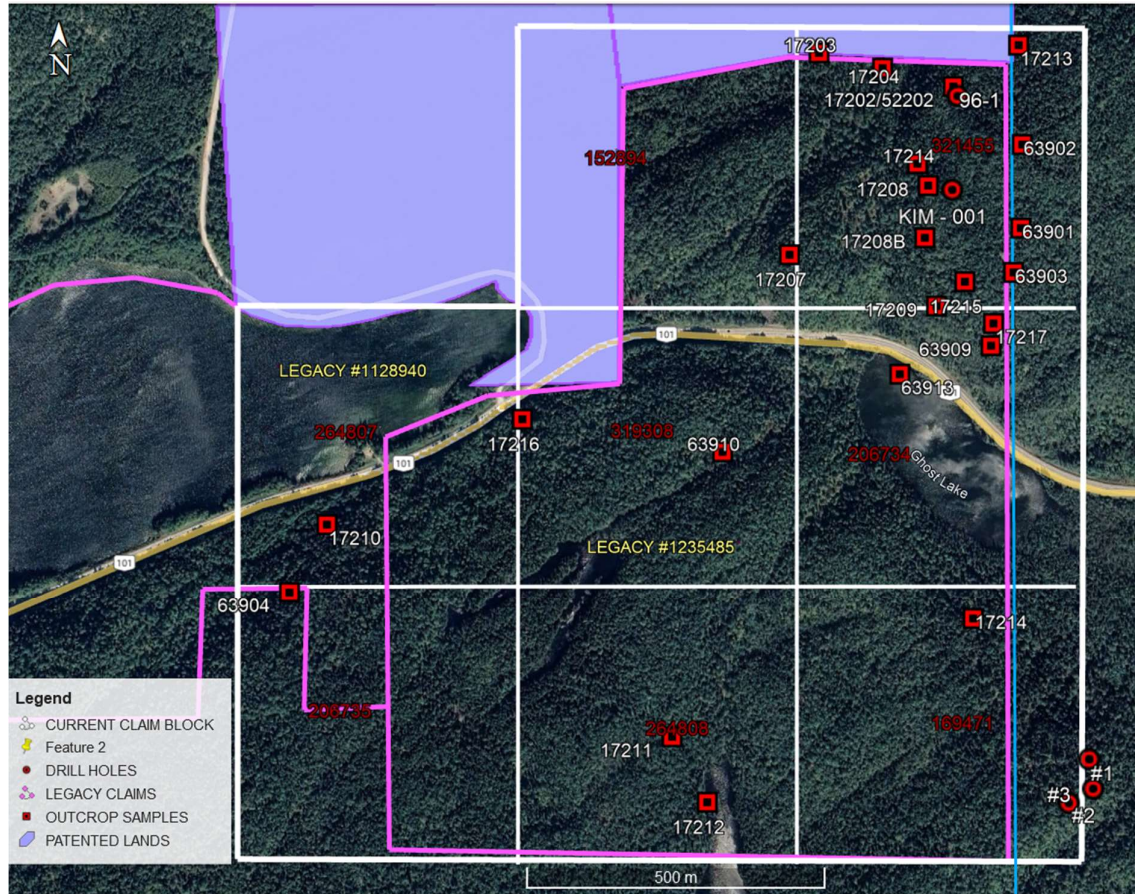 N
17203
17213
17204
17202/52202
96-1
152894
17214
63902
17208
KIM - 001
17208B
63901
17207
63903
17209
17215
101
17217
63909
LEGACY #1128940
63913
264807
17216
319308
63910
206734
101
Ghost Lake
17210
LEGACY #1235485
101
63904
17214
206735
264808
169471
17211
#1
#3
#2
17212
Legend
CURRENT CLAIM BLOCK
Feature 2
DRILL HOLES
LEGACY CLAIMS
OUTCROP SAMPLES
PATENTED LANDS
500 m